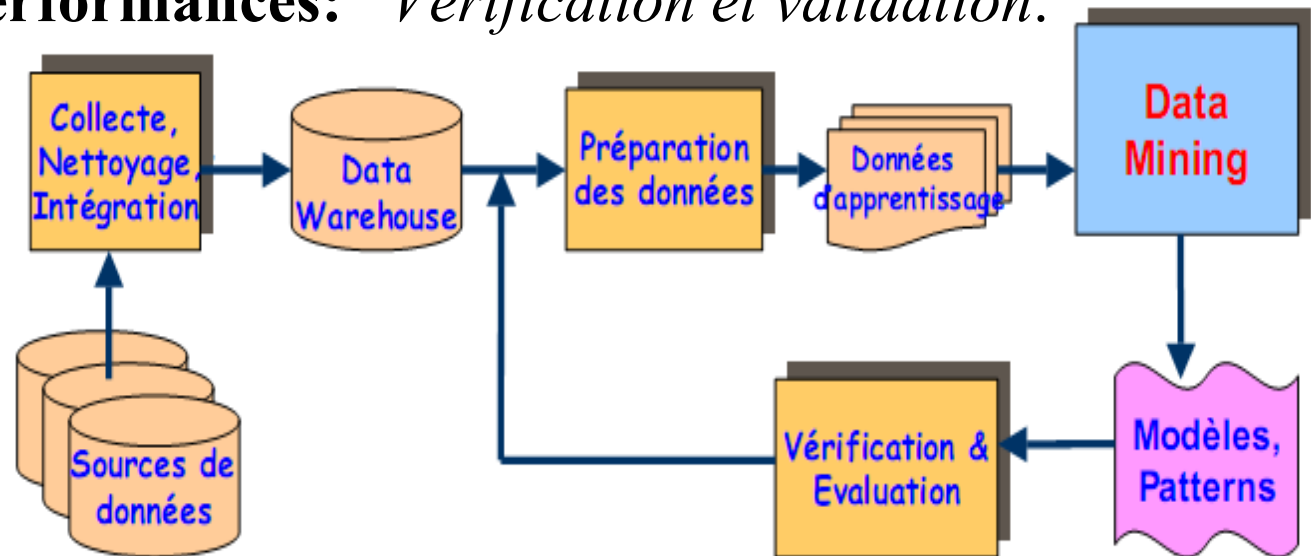 erformances: Vérification et validation.
Collecte,
Nettoyage,
Intégration
Data
Warehouse
Préparation
des données
Données
d'apprentissage
Data
Mining
Sources de
données
Vérification &
Evaluation
Modèles,
Patterns